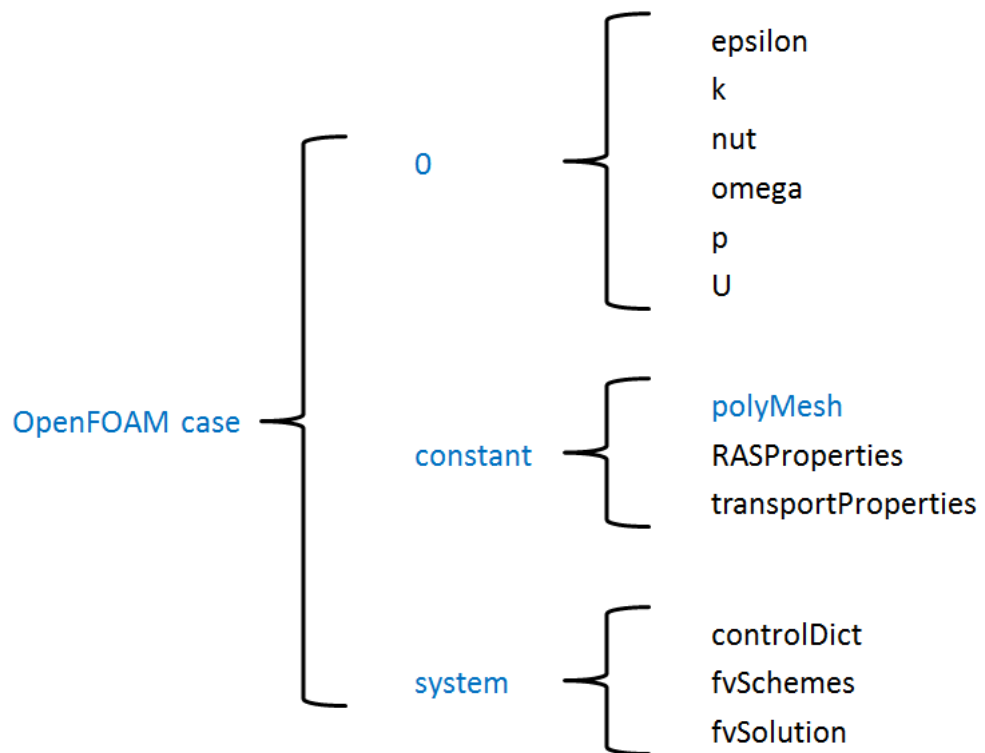 OpenFOAM case
0
epsilon
k
nut
omega
p
U
constant
polyMesh
RASProperties
transportProperties
system
controlDict
fvSchemes
fvSolution